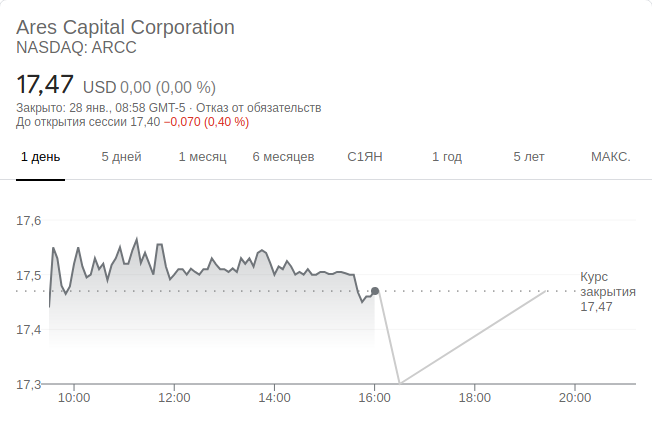 Ares Capital Corporation
NASDAQ: ARCC
17,47 USD 0,00 (0,00 %)
Закрыто: 28 янв., 08:58 GMT-5 · Отказ от обязательств
До открытия сессии 17,40 −0,070 (0,40 %)
1 день 5 дней 1 месяц 6 месяцев С1ЯН 1 год 5 лет МАКС.
17,6
17,5
Курс
закрытия
17,47
17,4
17,3
10:00 12:00 14:00 16:00 18:00 20:00